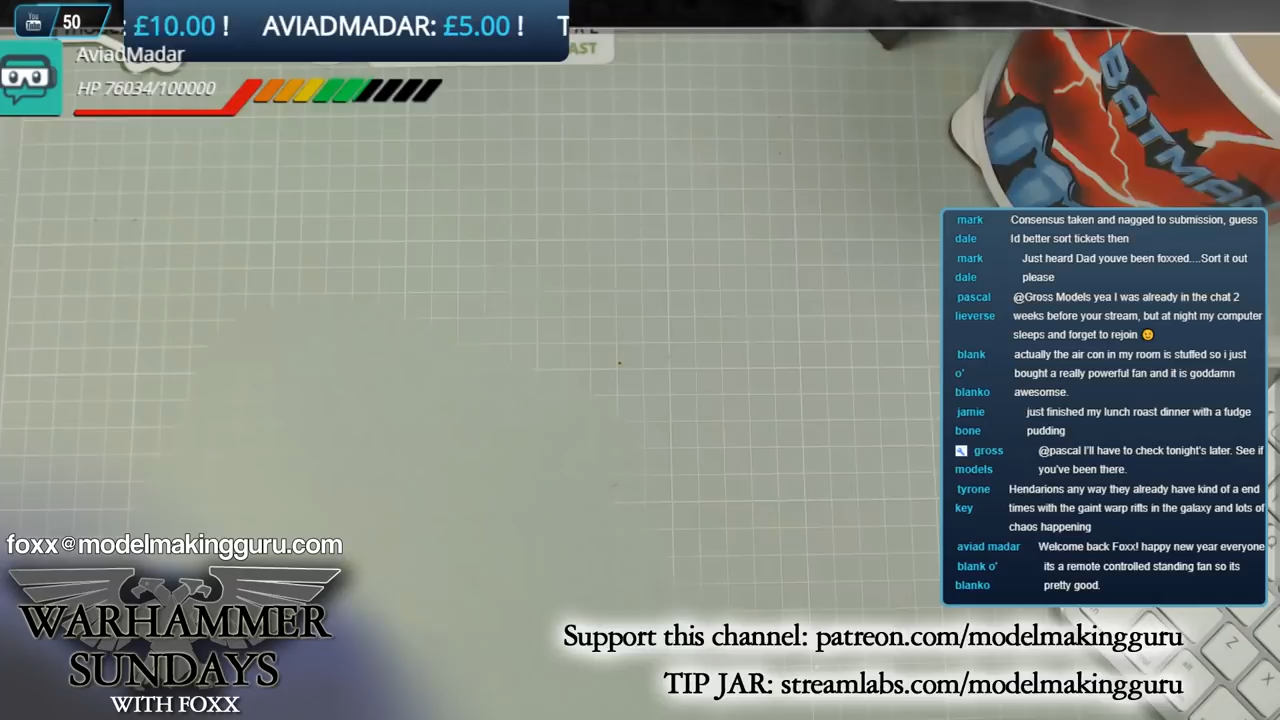 You
Tube
50
: £10.00 ! AVIADMADAR: £5.00 !
AviadMadar
HP 76034/100000
BATMAN
mark Consensus taken and nagged to submission, guess
dale Id better sort tickets then
mark Just heard Dad youve been foxxed....Sort it out
dale please
pascal @Gross Models yea I was already in the chat 2
lieverse weeks before your stream, but at night my computer
sleeps and forget to rejoin
blank actually the air con in my room is stuffed so i just
o' bought a really powerful fan and it is goddamn
blanko awesomse.
jamie just finished my lunch roast dinner with a fudge
bone pudding
gross @pascal I'll have to check tonight's later. See if
models you've been there.
tyrone Hendarions any way they already have kind of a end
key times with the gaint warp rifts in the galaxy and lots of
chaos happening
aviad madar Welcome back Foxx! happy new year everyone
blank o' its a remote controlled standing fan so its
blanko pretty good.
foxx@modelmakingguru.com
WARHAMMER
SUNDAYS
WITH FOXX
Support this channel: patreon.com/modelmakingguru
TIP JAR: streamlabs.com/modelmakingguru
Z